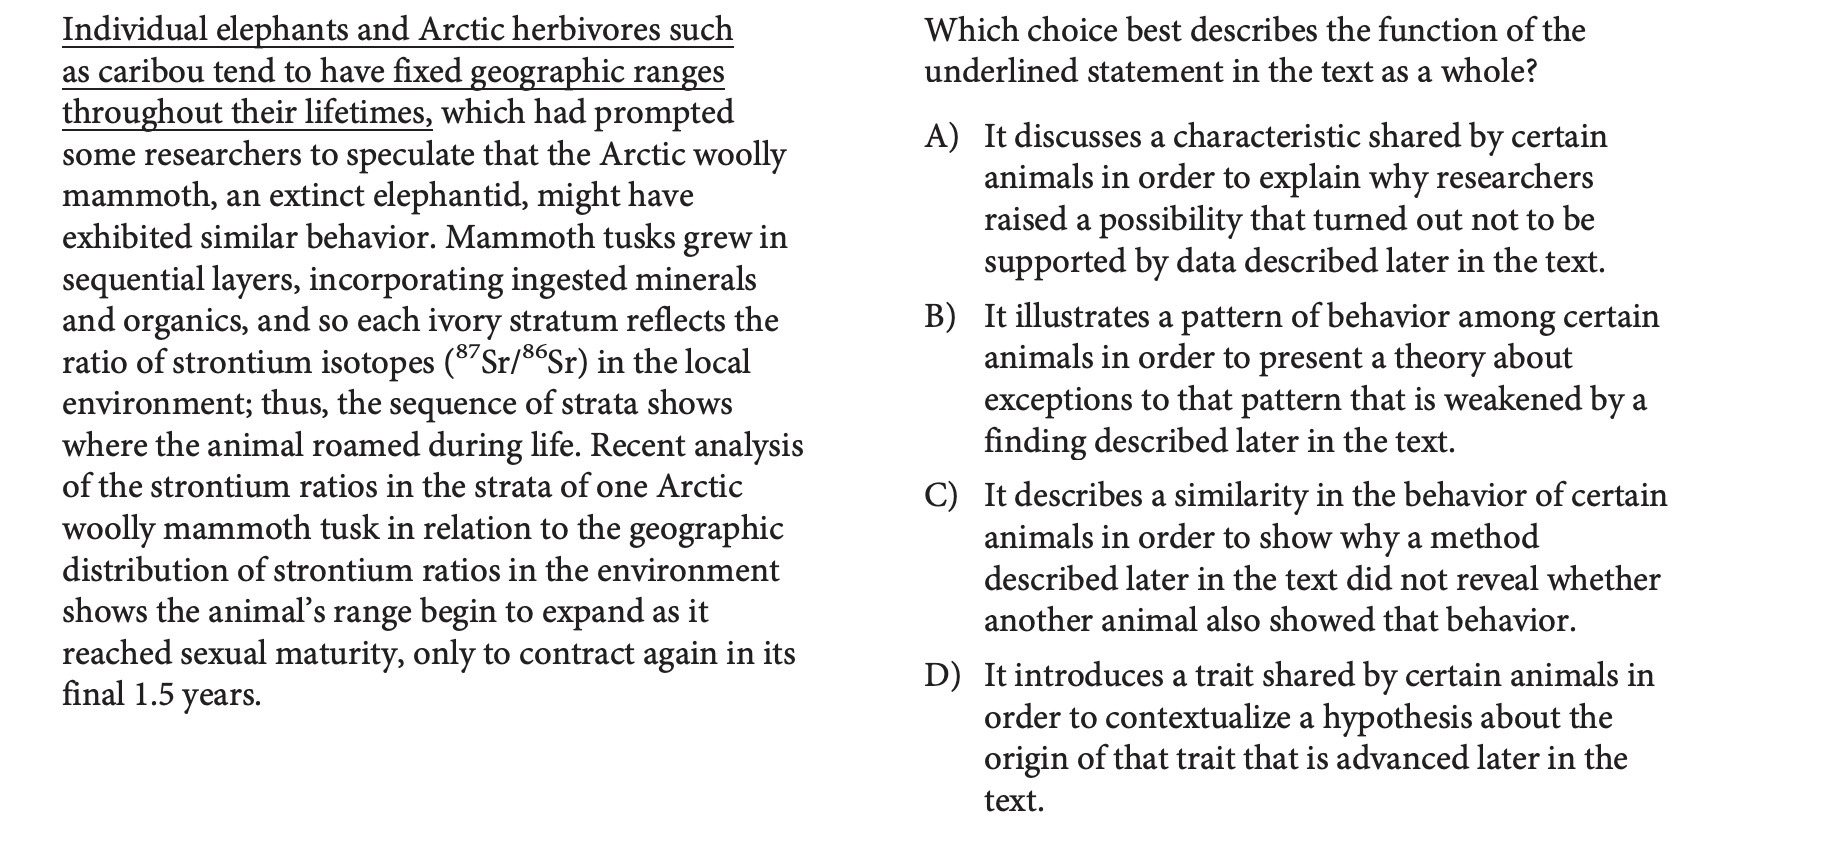 Individual elephants and Arctic herbivores such
as caribou tend to have fixed geographic ranges
throughout their lifetimes, which had prompted
some researchers to speculate that the Arctic woolly
mammoth, an extinct elephantid, might have
exhibited similar behavior. Mammoth tusks grew in
sequential layers, incorporating ingested minerals
and organics, and so each ivory stratum reflects the
ratio of strontium isotopes (⁸⁷Sr/⁸⁶Sr) in the local
environment; thus, the sequence of strata shows
where the animal roamed during life. Recent analysis
of the strontium ratios in the strata of one Arctic
woolly mammoth tusk in relation to the geographic
distribution of strontium ratios in the environment
shows the animal’s range begin to expand as it
reached sexual maturity, only to contract again in its
final 1.5 years.
Which choice best describes the function of the
underlined statement in the text as a whole?
A) It discusses a characteristic shared by certain
animals in order to explain why researchers
raised a possibility that turned out not to be
supported by data described later in the text.
B) It illustrates a pattern of behavior among certain
animals in order to present a theory about
exceptions to that pattern that is weakened by a
finding described later in the text.
C) It describes a similarity in the behavior of certain
animals in order to show why a method
described later in the text did not reveal whether
another animal also showed that behavior.
D) It introduces a trait shared by certain animals in
order to contextualize a hypothesis about the
origin of that trait that is advanced later in the
text.